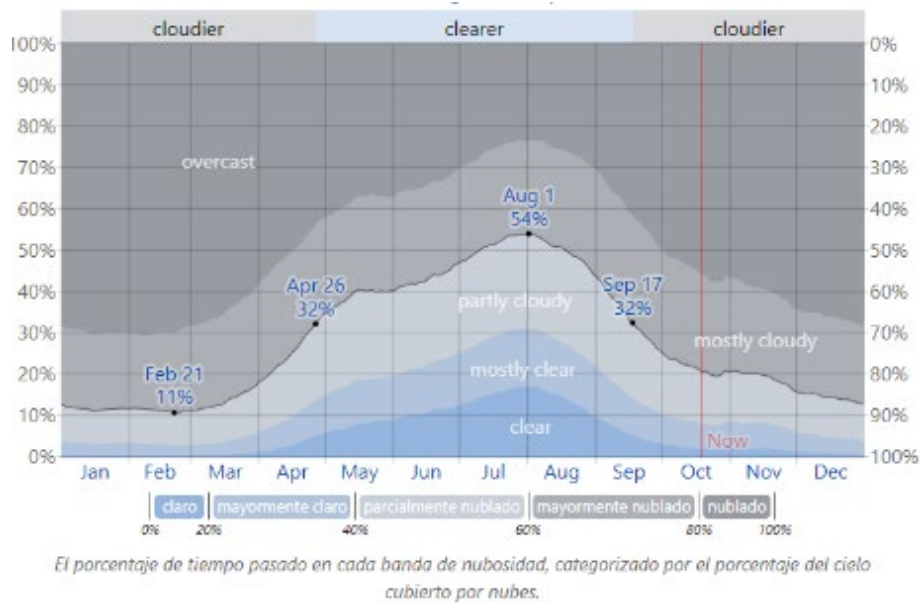 cloudier clearer cloudier
100% 0%
90% 10%
80% 20%
70% 30%
60% 40%
50% 50%
40% 60%
30% 70%
20% 80%
10% 90%
0% 100%
overcast
Aug 1
54%
Apr 26
32%
Sep 17
32%
partly cloudy
mostly cloudy
Feb 21
11%
mostly clear
clear
Now
Jan Feb Mar Apr May Jun Jul Aug Sep Oct Nov Dec
claro mayormente claro parcialmente nublado mayormente nublado nublado
0% 20% 40% 60% 80% 100%
El porcentaje de tiempo pasado en cada banda de nubosidad, categorizado por el porcentaje del cielo
cubierto por nubes.